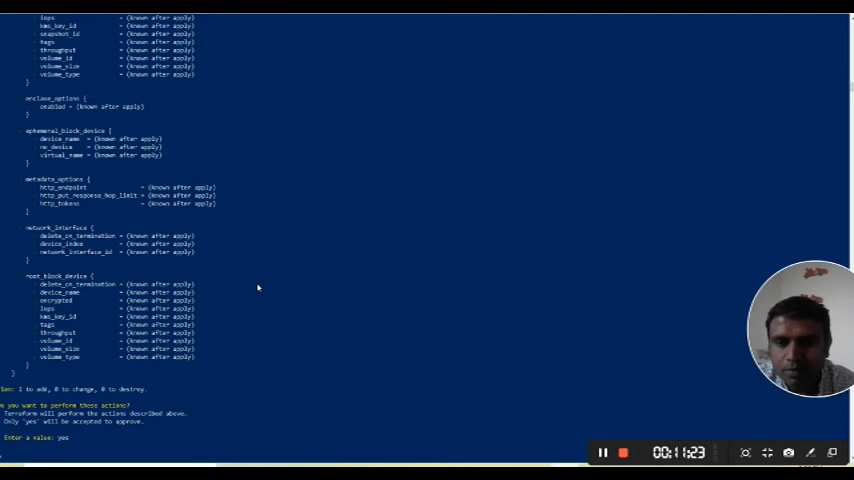 iops = (known after apply)
kms_key_id = (known after apply)
snapshot_id = (known after apply)
tags = (known after apply)
throughput = (known after apply)
volume_id = (known after apply)
volume_size = (known after apply)
volume_type = (known after apply)
}
enclave_options {
enabled = (known after apply)
}
ephemeral_block_device {
device_name = (known after apply)
no_device = (known after apply)
virtual_name = (known after apply)
}
metadata_options {
http_endpoint = (known after apply)
http_put_response_hop_limit = (known after apply)
http_tokens = (known after apply)
}
network_interface {
delete_on_termination = (known after apply)
device_index = (known after apply)
network_interface_id = (known after apply)
}
root_block_device {
delete_on_termination = (known after apply)
device_name = (known after apply)
encrypted = (known after apply)
iops = (known after apply)
kms_key_id = (known after apply)
tags = (known after apply)
throughput = (known after apply)
volume_id = (known after apply)
volume_size = (known after apply)
volume_type = (known after apply)
}
}
1 to add, 0 to change, 0 to destroy.
you want to perform these actions?
Terraform will perform the actions described above.
Only 'yes' will be accepted to approve.
Enter a value: yes
00:11:23